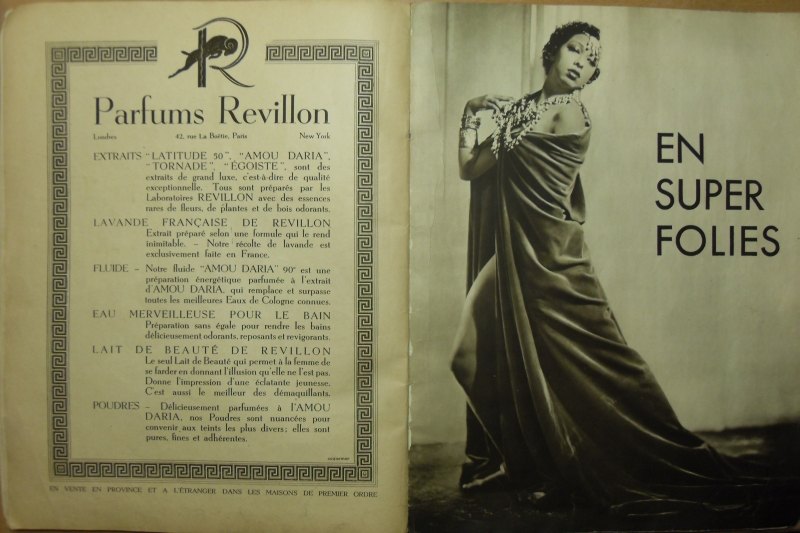 R
Parfums Revillon
Londres 42, rue La Boëtie, Paris New York
EXTRAITS "LATITUDE 50", "AMOU DARIA",
"TORNADE", "ÉGOISTE", sont des
extraits de grand luxe, c'est-à-dire de qualité
exceptionnelle. Tous sont préparés par les
Laboratoires REVILLON avec des essences
rares de fleurs, de plantes et de bois odorants.
LAVANDE FRANÇAISE DE REVILLON
Extrait préparé selon une formule qui le rend
inimitable. - Notre récolte de lavande est
exclusivement faite en France.
FLUIDE - Notre fluide "AMOU DARIA" 90° est une
préparation énergétique parfumée à l'extrait
d'AMOU DARIA, qui remplace et surpasse
toutes les meilleures Eaux de Cologne connues.
EAU MERVEILLEUSE POUR LE BAIN
Préparation sans égale pour rendre les bains
délicieusement odorants, reposants et revigorants.
LAIT DE BEAUTÉ DE REVILLON
Le seul Lait de Beauté qui permet à la femme de
se farder en donnant l'illusion qu'elle ne l'est pas.
Donne l'impression d'une éclatante jeunesse.
C'est aussi le meilleur des démaquillants.
POUDRES - Délicieusement parfumées à l'AMOU
DARIA, nos Poudres sont nuancées pour
convenir aux teints les plus divers; elles sont
pures, fines et adhérentes.
EN VENTE EN PROVINCE ET A L'ÉTRANGER DANS LES MAISONS DE PREMIER ORDRE
EN
SUPER
FOLIES